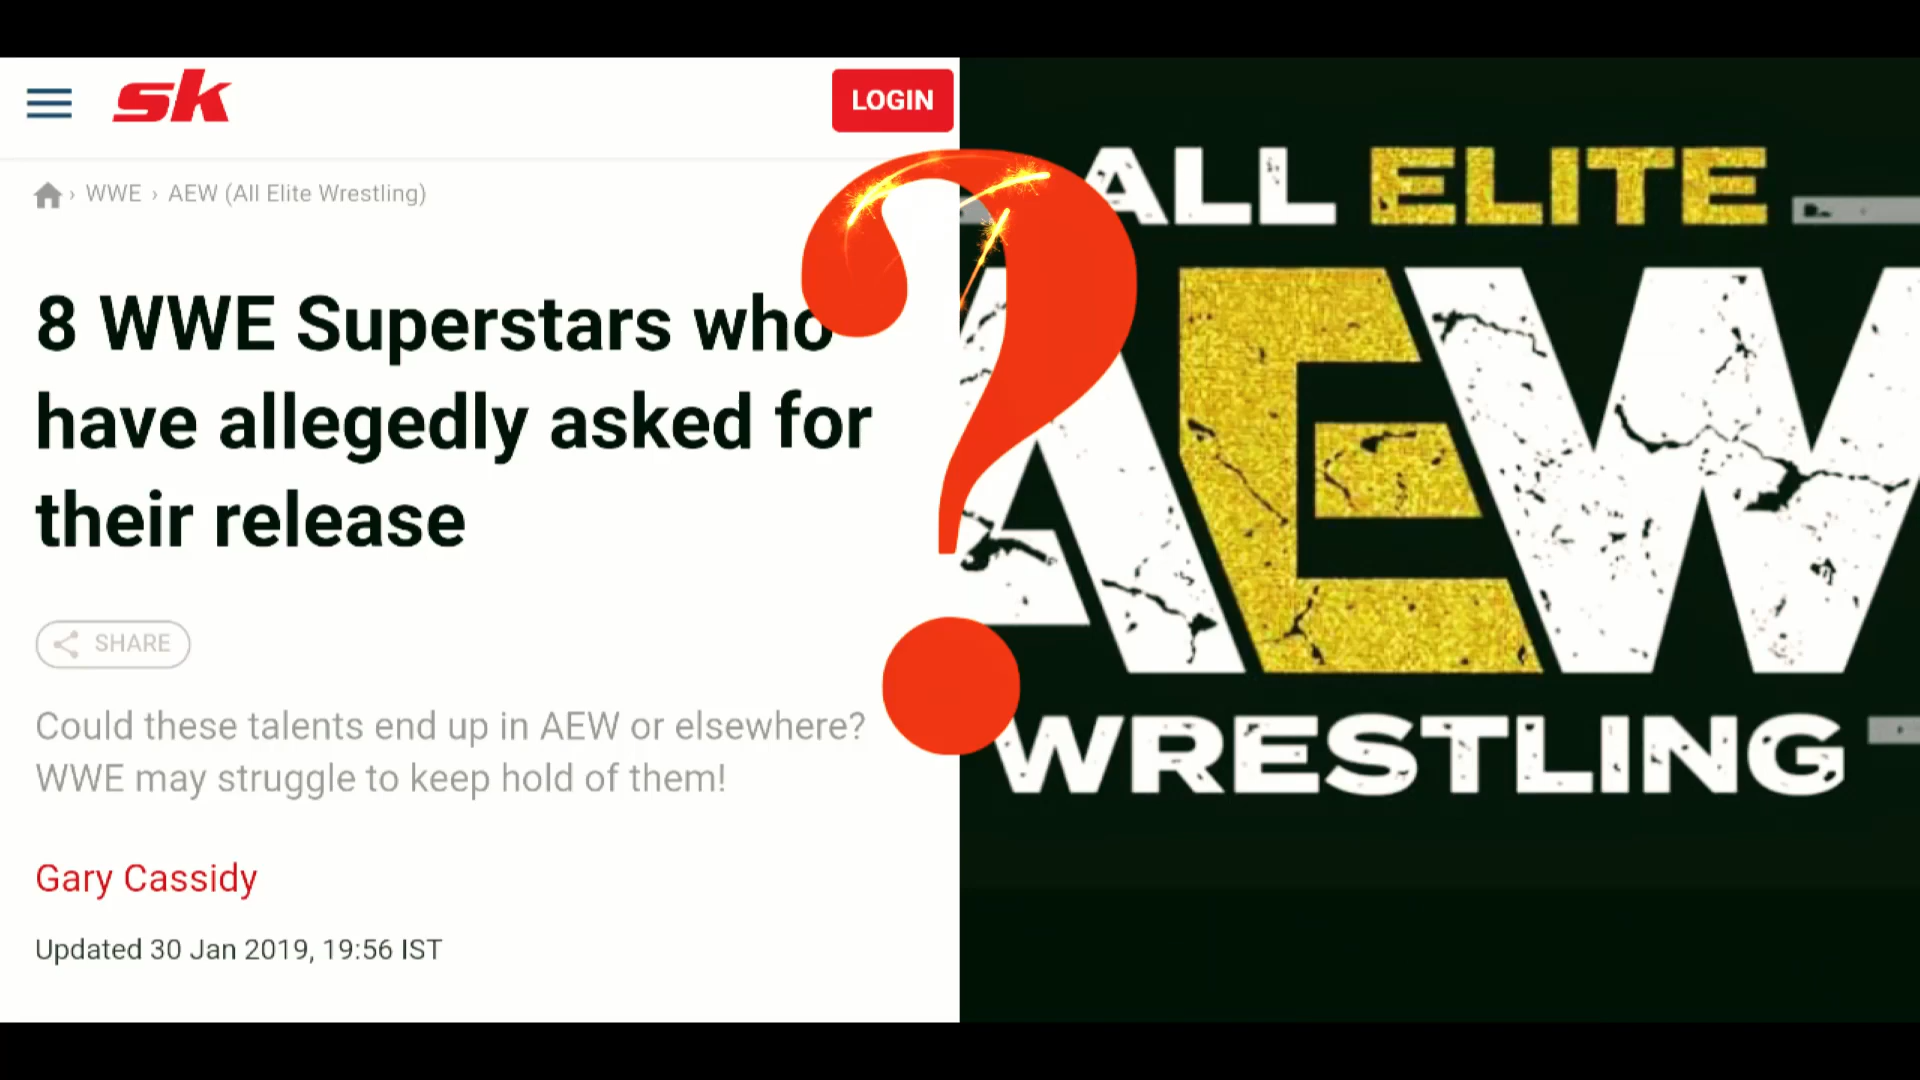 sk
LOGIN
WWE › AEW (All Elite Wrestling)
8 WWE Superstars who
have allegedly asked for
their release
SHARE
Could these talents end up in AEW or elsewhere?
WWE may struggle to keep hold of them!
Gary Cassidy
Updated 30 Jan 2019, 19:56 IST
?
ALL ELITE
AEW
WRESTLING